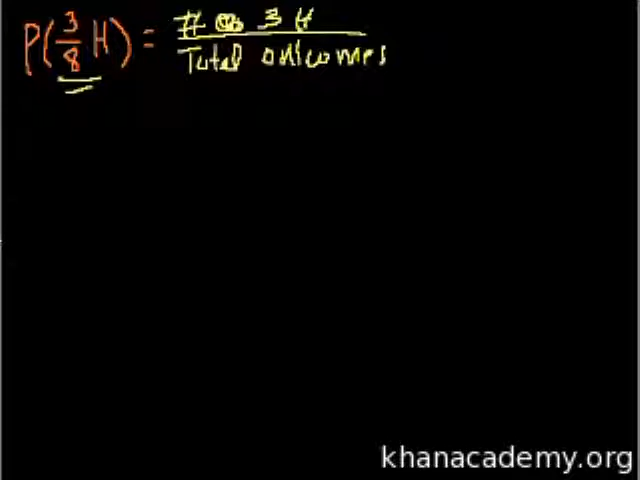 P(3/8 H) = # 3 H / Total outcomes
khanacademy.org